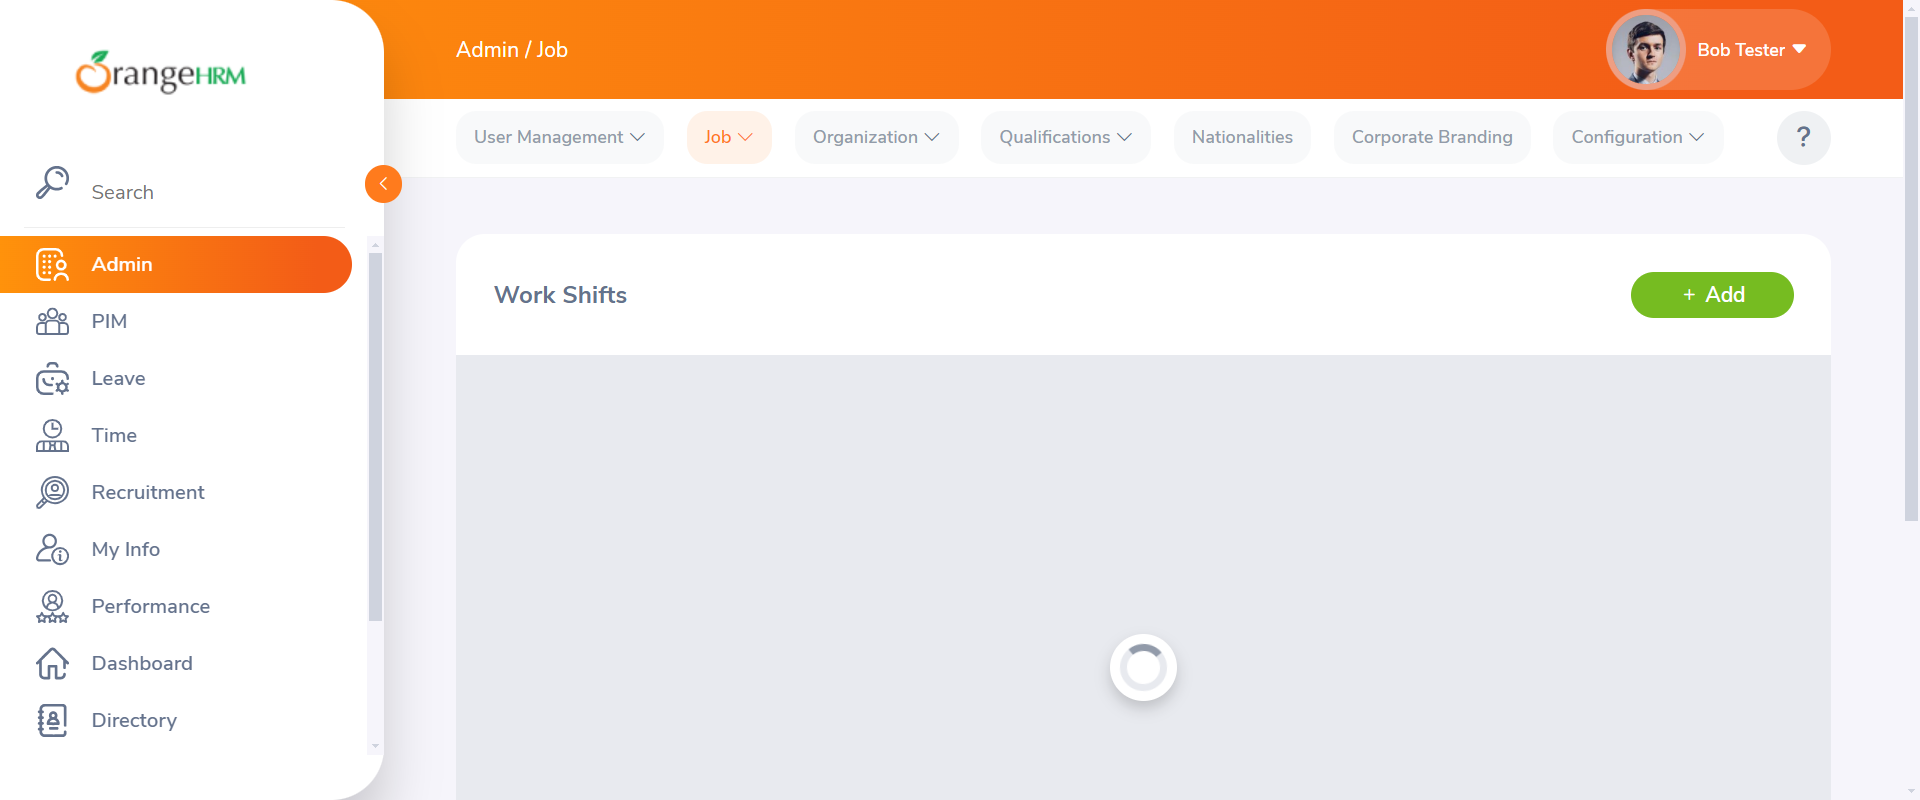 OrangeHRM
Search
Admin
PIM
Leave
Time
Recruitment
My Info
Performance
Dashboard
Directory
Admin / Job
Bob Tester
User Management
Job
Organization
Qualifications
Nationalities
Corporate Branding
Configuration
?
Work Shifts
+ Add